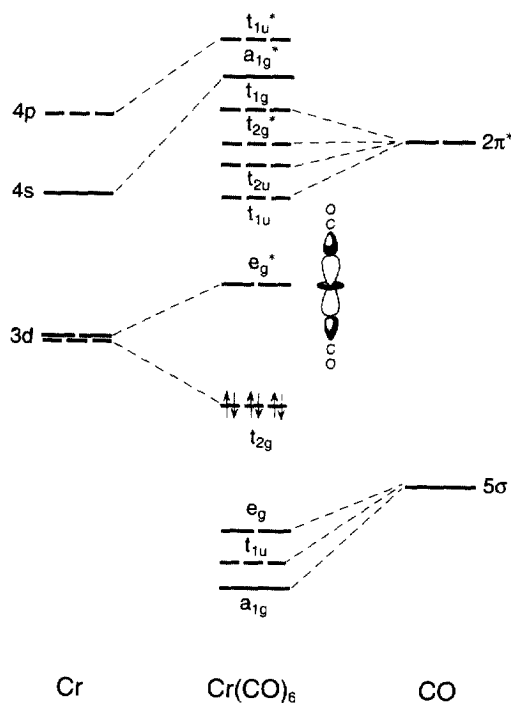 t₁ᵤ*
a₁g*
4p
t₁g
t₂g*
2π*
t₂ᵤ
4s
t₁ᵤ
O
C
eg*
3d
C
O
t₂g
5σ
eg
t₁ᵤ
a₁g
Cr Cr(CO)₆ CO